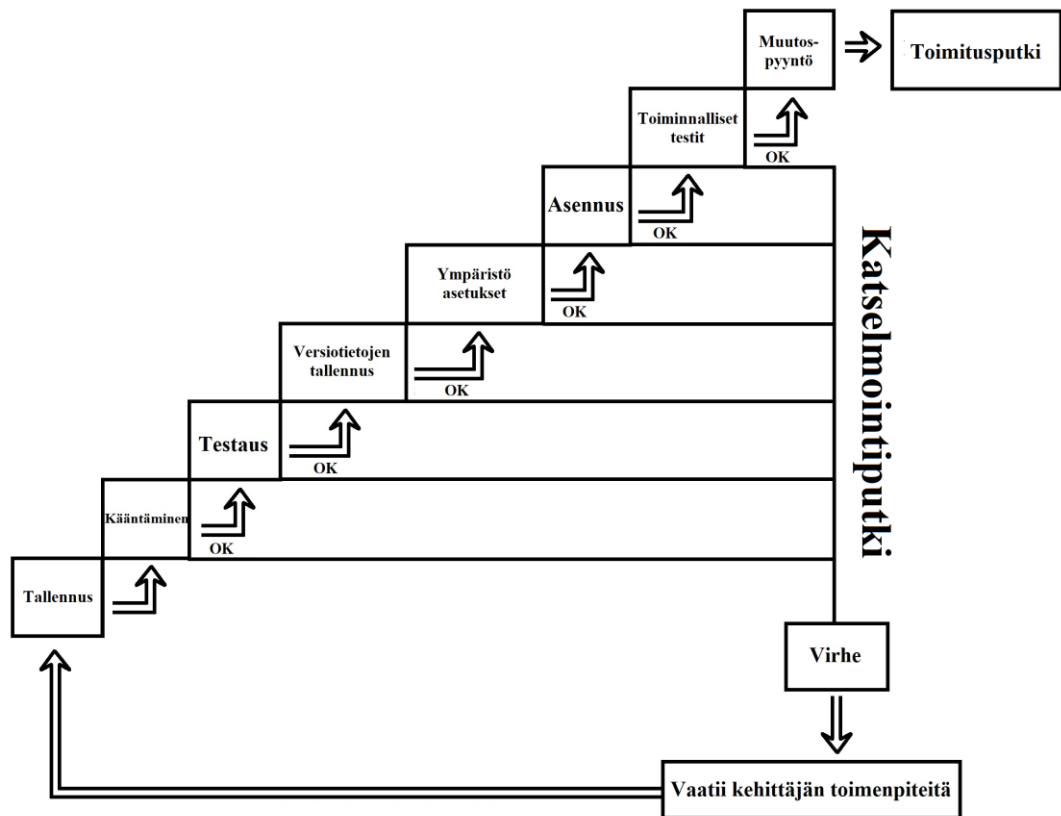 Muutos-
pyyntö
Toimitusputki
Toiminnalliset
testit
OK
Asennus
OK
Ympäristö
asetukset
OK
Versiotietojen
tallennus
OK
Testaus
OK
Kääntäminen
OK
Tallennus
Katselmointiputki
Virhe
Vaatii kehittäjän toimenpiteitä